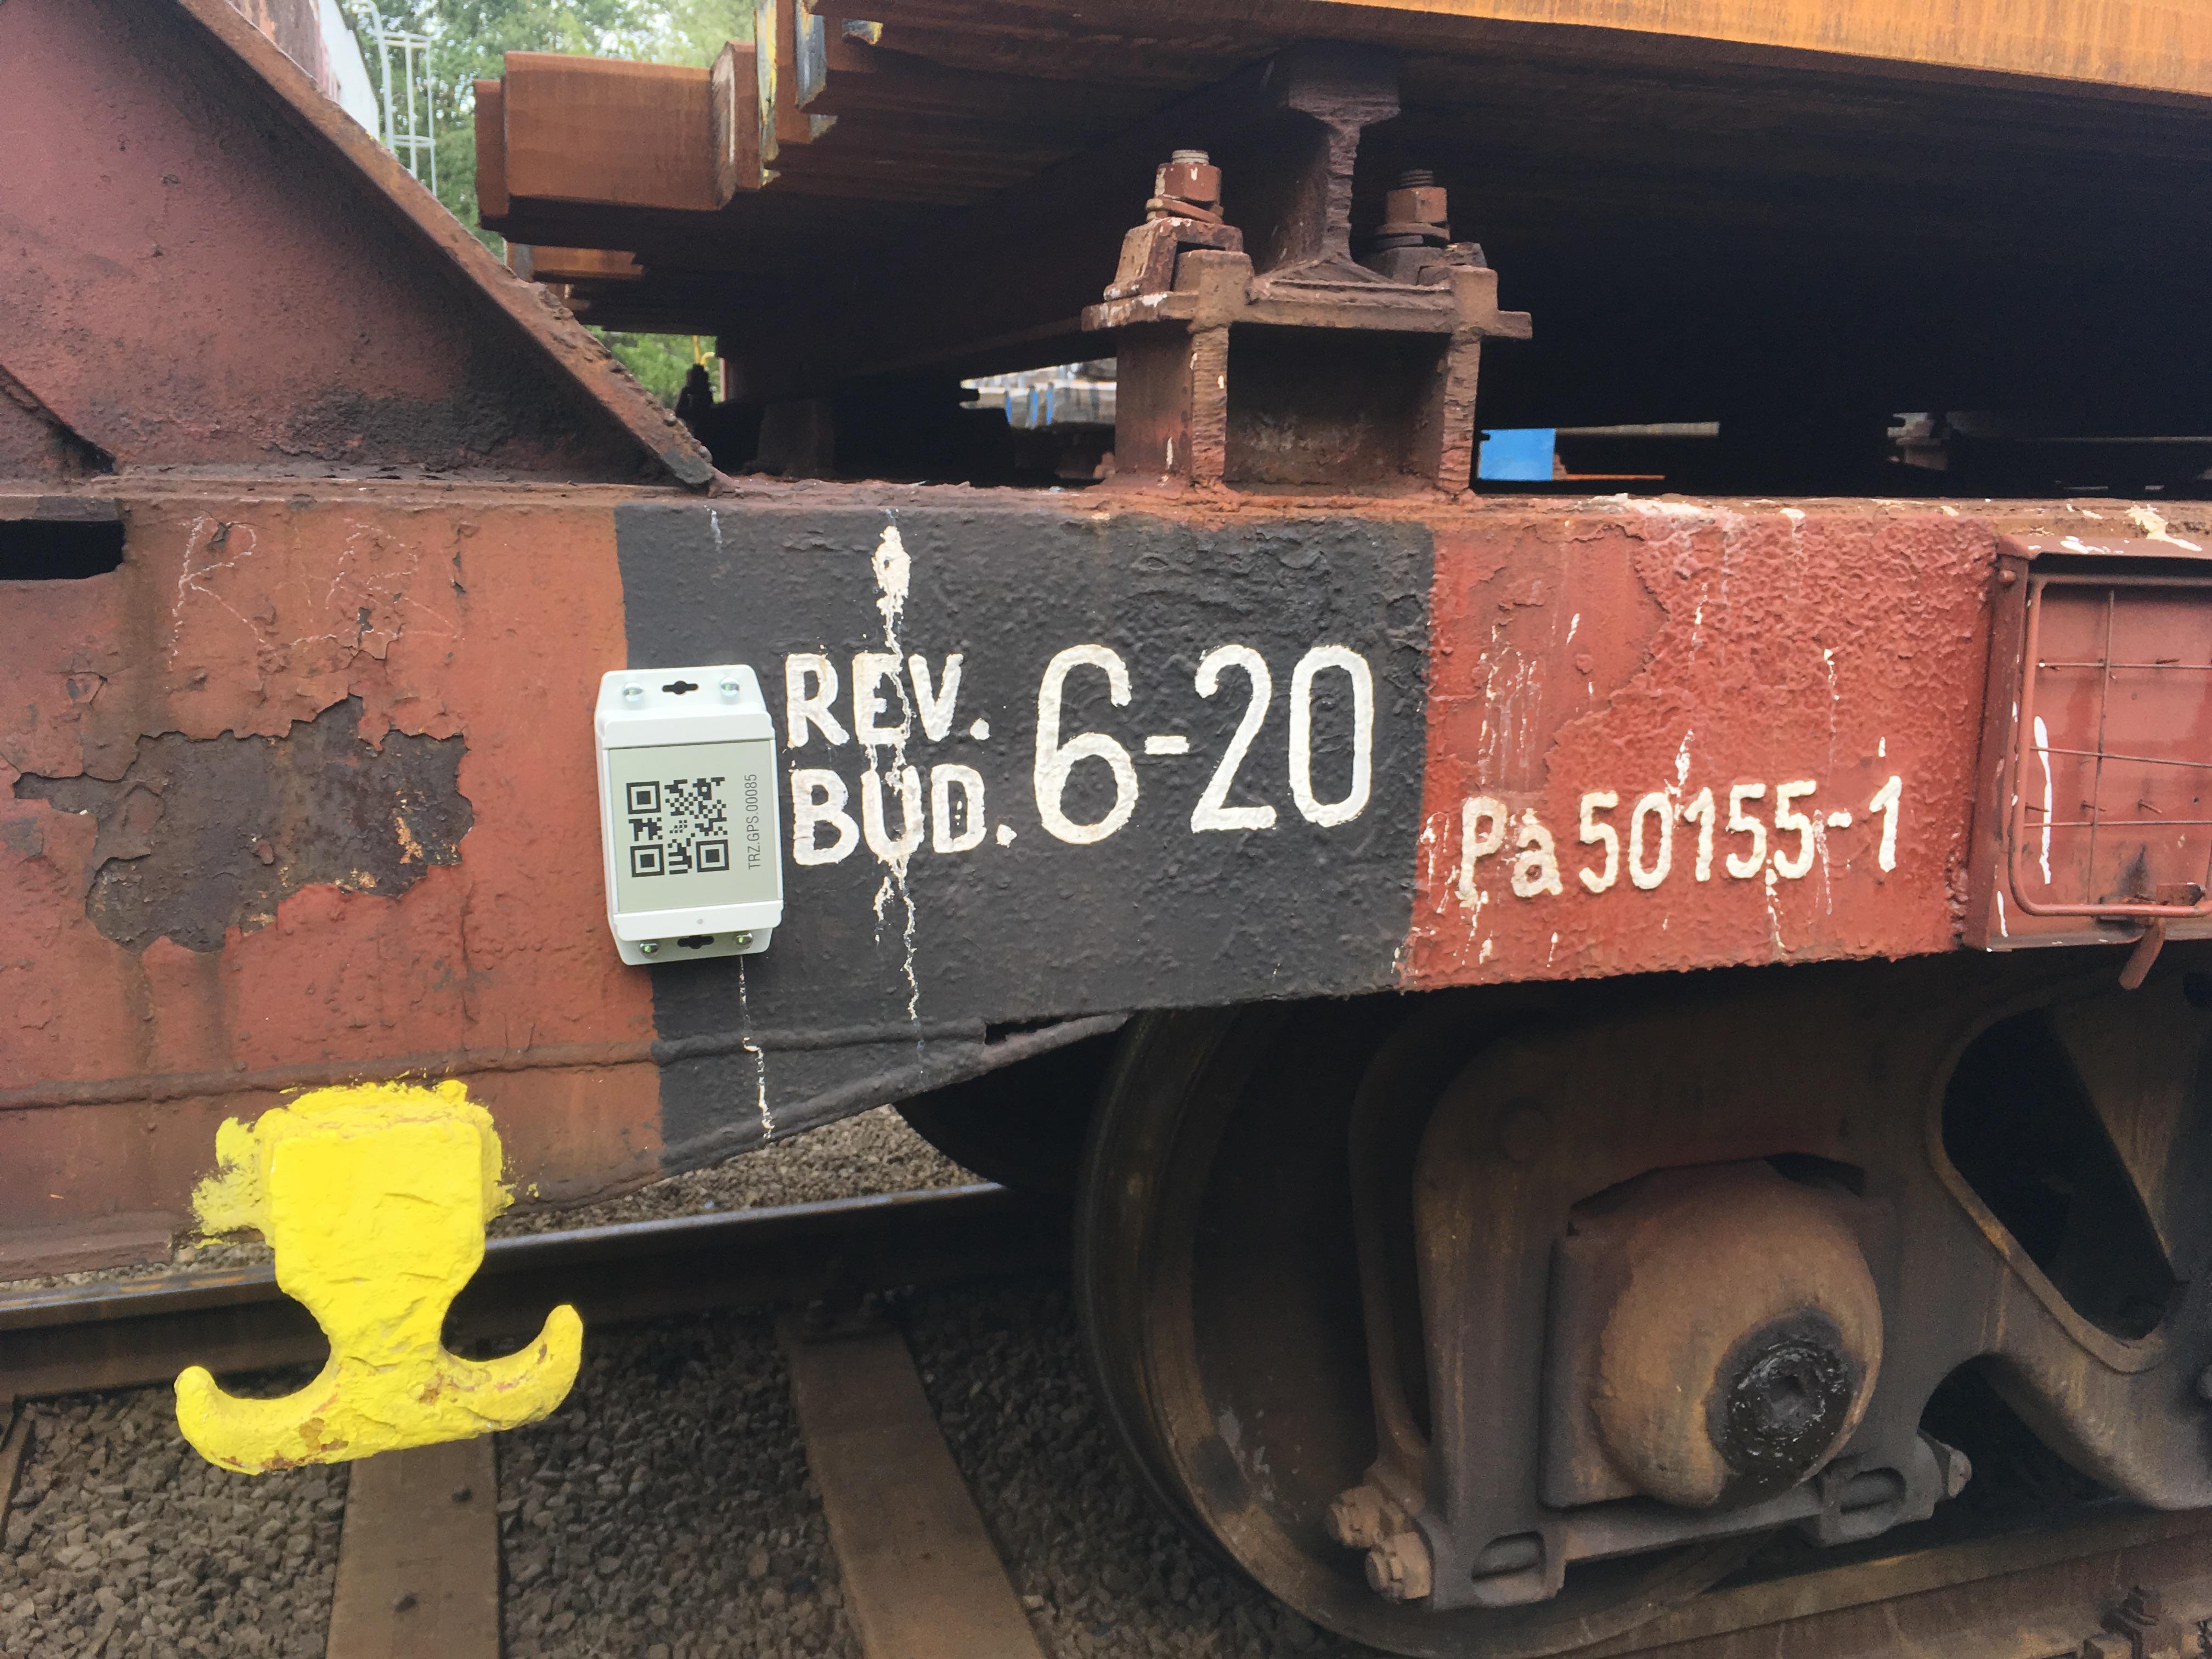 REV.
BUD. 6-20
Pa 50155-1
TRZ.GPS.00085